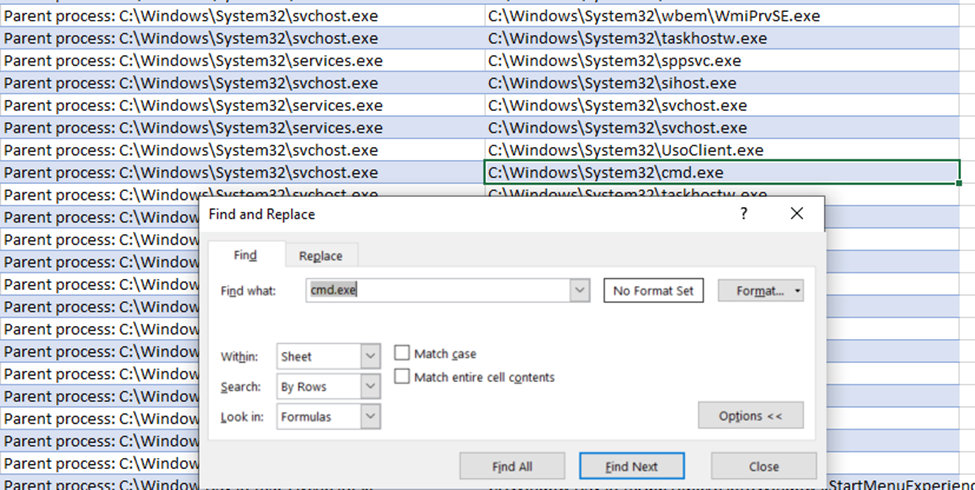 Parent process: C:\Windows\System32\svchost.exe C:\Windows\System32\wbem\WmiPrvSE.exe
Parent process: C:\Windows\System32\svchost.exe C:\Windows\System32\taskhostw.exe
Parent process: C:\Windows\System32\services.exe C:\Windows\System32\sppsvc.exe
Parent process: C:\Windows\System32\svchost.exe C:\Windows\System32\sihost.exe
Parent process: C:\Windows\System32\services.exe C:\Windows\System32\svchost.exe
Parent process: C:\Windows\System32\services.exe C:\Windows\System32\svchost.exe
Parent process: C:\Windows\System32\svchost.exe C:\Windows\System32\UsoClient.exe
Parent process: C:\Windows\System32\svchost.exe C:\Windows\System32\cmd.exe
Parent process: C:\Windows\System32\svchost.exe C:\Windows\System32\taskhostw.exe
Parent process: C:\Window
Parent process: C:\Window
Parent process: C:\Window
Parent process: C:\Window
Parent process: C:\Window
Parent process: C:\Window
Parent process: C:\Window
Parent process: C:\Window
Parent process: C:\Window
Parent process: C:\Window
Parent process: C:\Window
Parent process: C:\Window
StartMenuExperien
Find and Replace ? ×
Find Replace
Find what: cmd.exe No Format Set Format...
Within: Sheet Match case
Match entire cell contents
Search: By Rows
Look in: Formulas Options <<
Find All Find Next Close